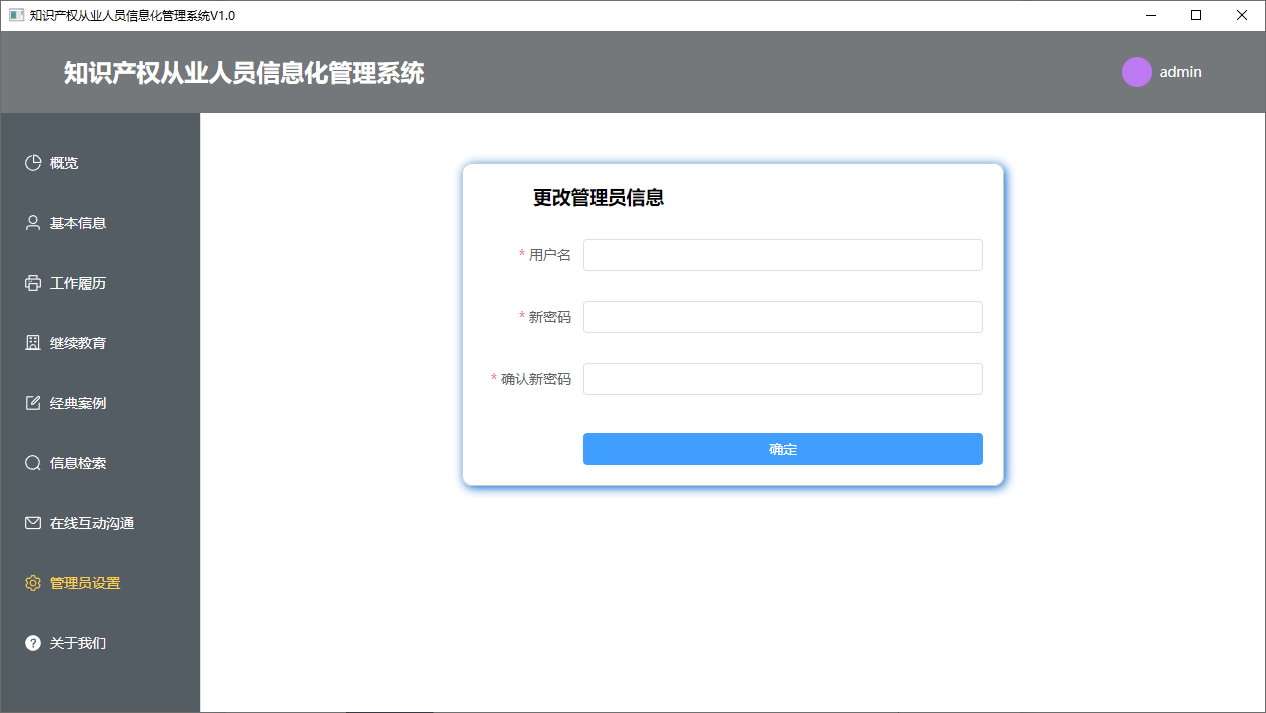 知识产权从业人员信息化管理系统V1.0
知识产权从业人员信息化管理系统
admin
概览
基本信息
工作履历
继续教育
经典案例
信息检索
在线互动沟通
管理员设置
关于我们
更改管理员信息
* 用户名
* 新密码
* 确认新密码
确定